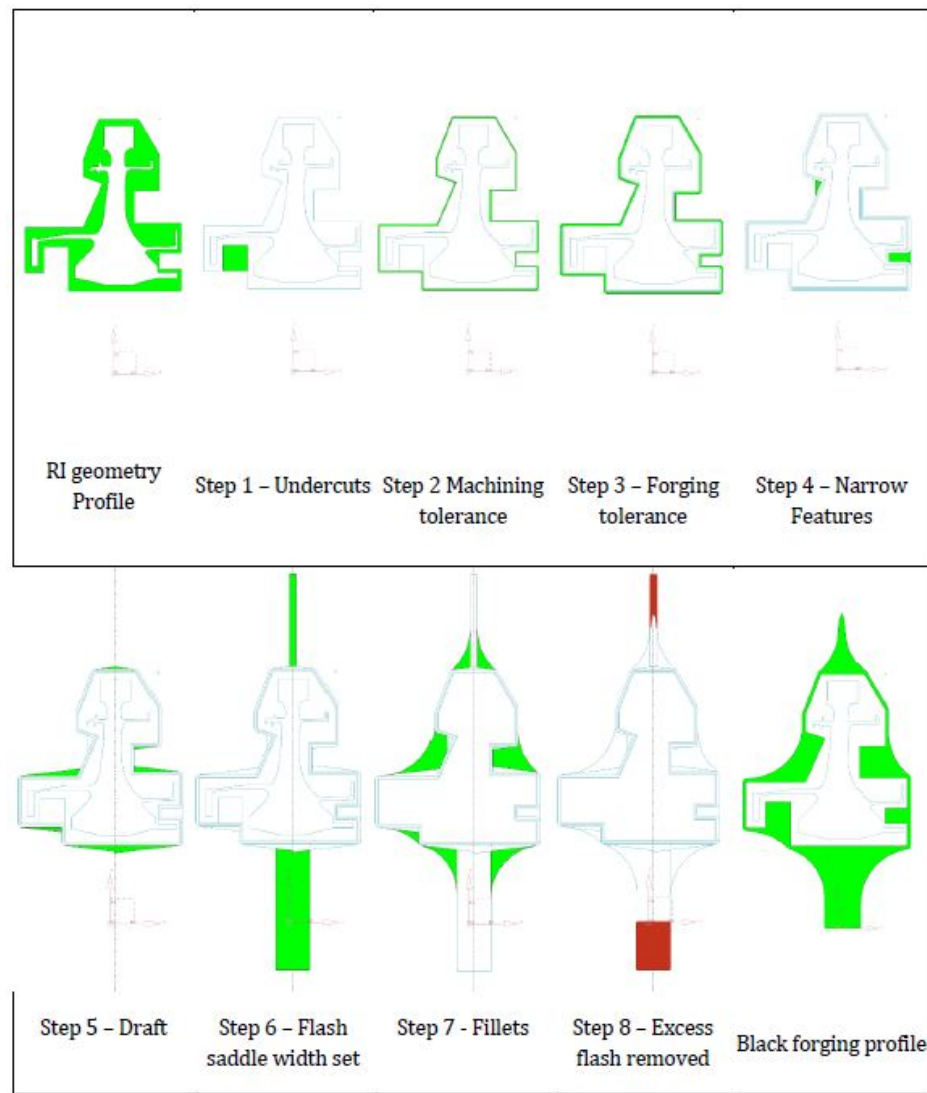 RI geometry
Profile
Step 1 – Undercuts
Step 2 Machining
tolerance
Step 3 – Forging
tolerance
Step 4 – Narrow
Features
Step 5 – Draft
Step 6 – Flash
saddle width set
Step 7 - Fillets
Step 8 – Excess
flash removed
Black forging profile